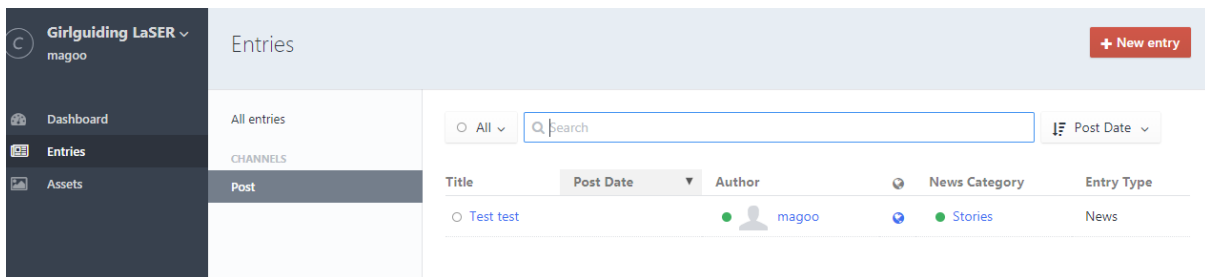 C
Girlguiding LaSER
magoo
Dashboard
Entries
Assets
Entries
+ New entry
All entries
CHANNELS
Post
All
Search
Post Date
Title Post Date Author News Category Entry Type
Test test magoo Stories News